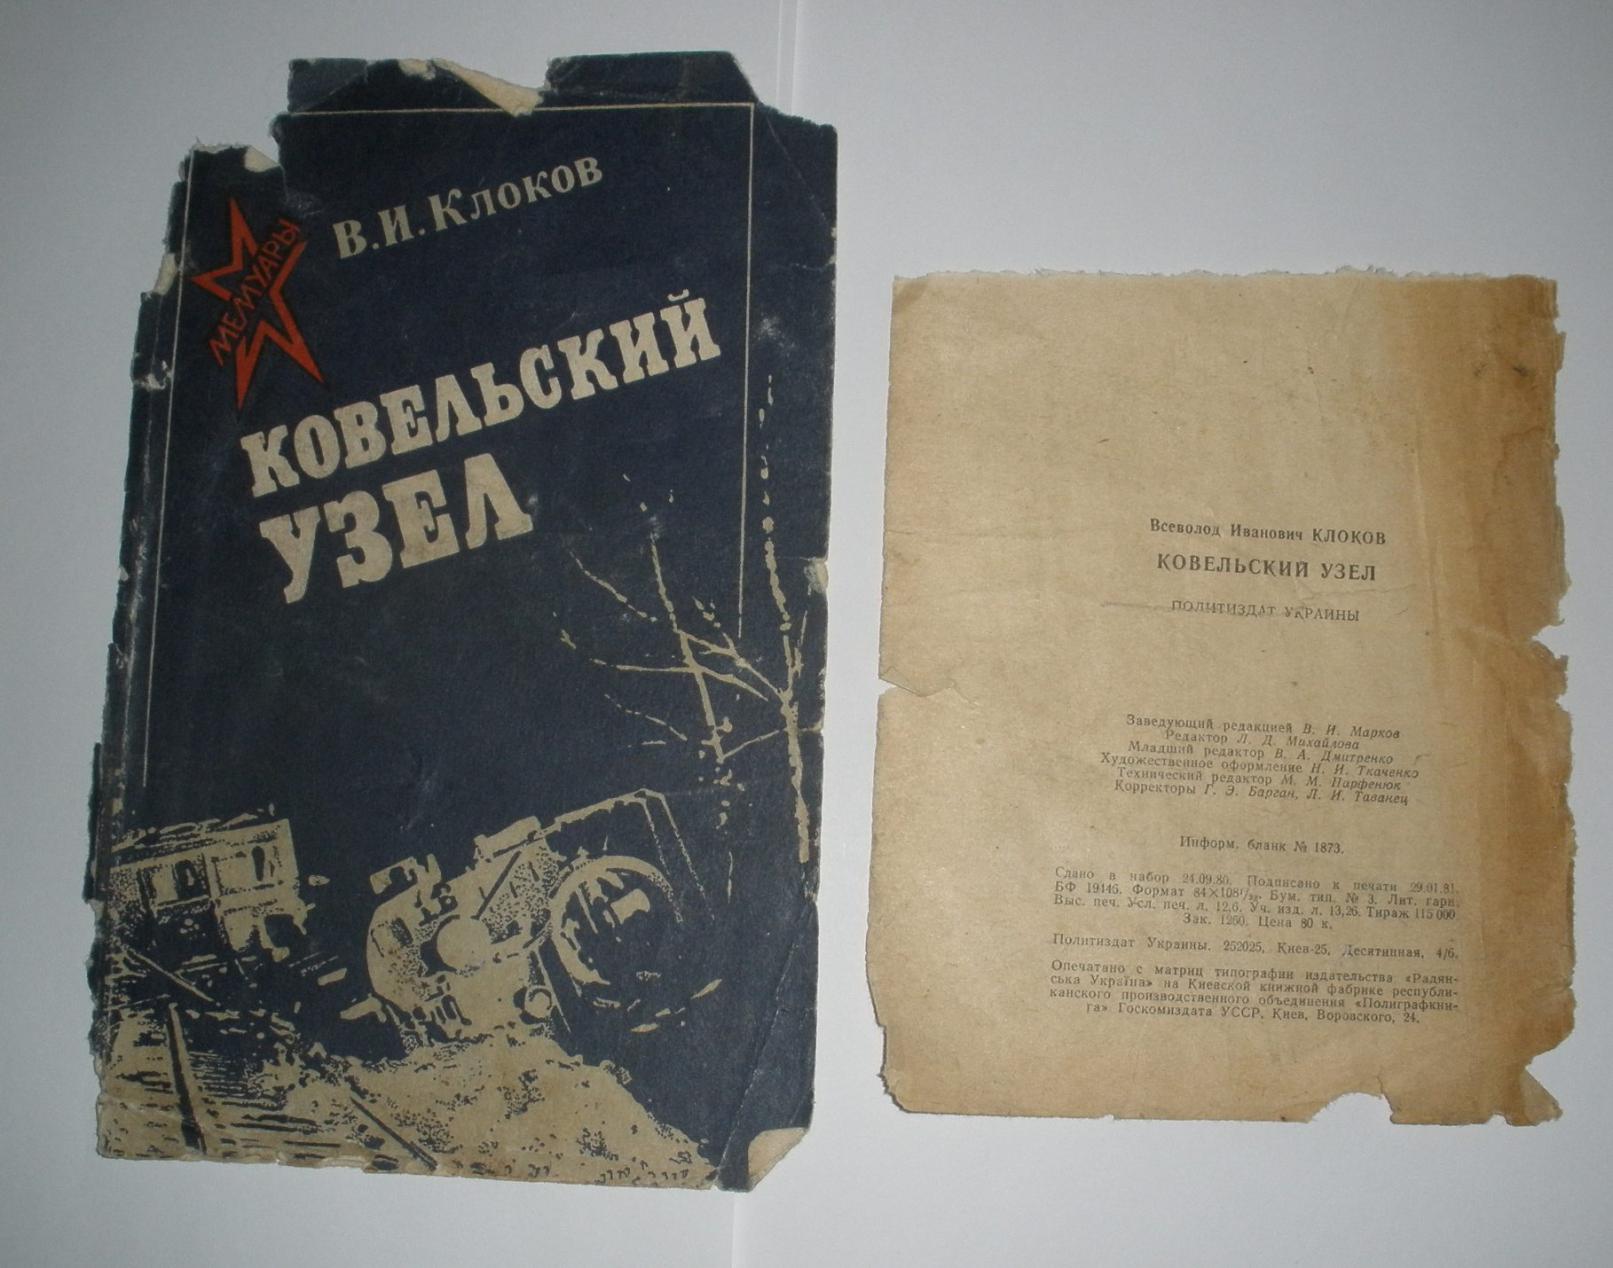 В.И.Клоков
МЕМУАРЫ
КОВЕЛЬСКИЙ
УЗЕЛ
Всеволод Иванович КЛОКОВ
КОВЕЛЬСКИЙ УЗЕЛ
ПОЛИТИЗДАТ УКРАИНЫ
Заведующий редакцией В. И. Марков
Редактор Л. Д. Михайлова
Младший редактор В. А. Дмитренко
Художественное оформление Н. И. Ткаченко
Технический редактор М. М. Парфенюк
Корректоры Г. Э. Барган, Л. И. Таванец
Информ. бланк № 1873.
Сдано в набор 24.09.80. Подписано к печати 29.01.81.
БФ 19146. Формат 84×108¹/₃₂. Бум. тип. № 3. Лит. гарн.
Выс. печ. Усл. печ. л. 12,6. Уч. изд. л. 13,26. Тираж 115 000
Зак. 1260. Цена 80 к.
Политиздат Украины. 252025, Киев-25, Десятинная, 4/6.
Опечатано с матриц типографии издательства «Радян-
ська Україна» на Киевской книжной фабрике республи-
канского производственного объединения «Полиграфкни-
га» Госкомиздата УССР, Киев, Воровского, 24.